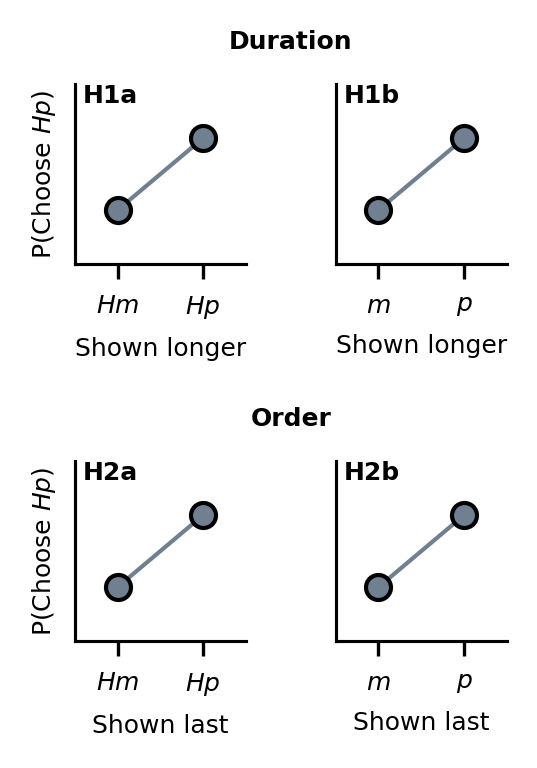 Duration
H1a
H1b
P(Choose Hp)
Hm Hp
m p
Shown longer
Shown longer
Order
H2a
H2b
P(Choose Hp)
Hm Hp
m p
Shown last
Shown last